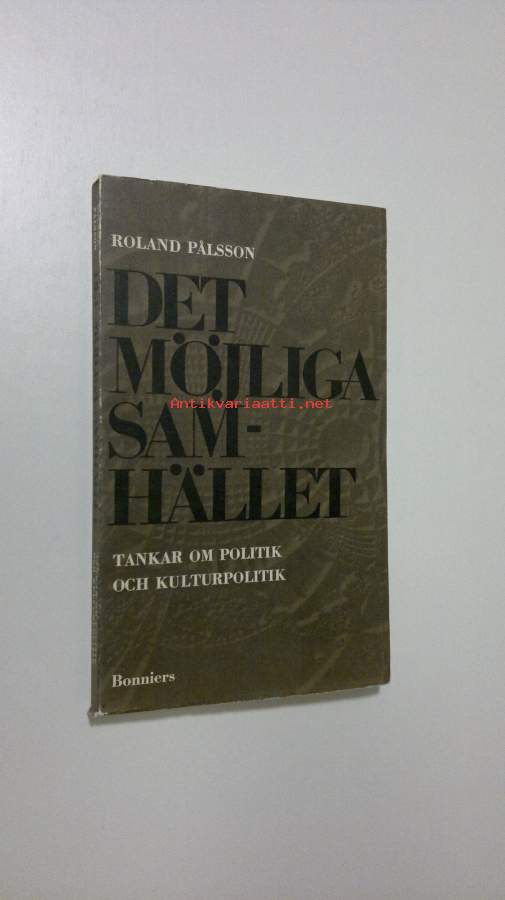 ROLAND PÅLSSON
DET
MÖJLIGA
SAM-
HÄLLET
TANKAR OM POLITIK
OCH KULTURPOLITIK
Bonniers
Antikvariaatti.net